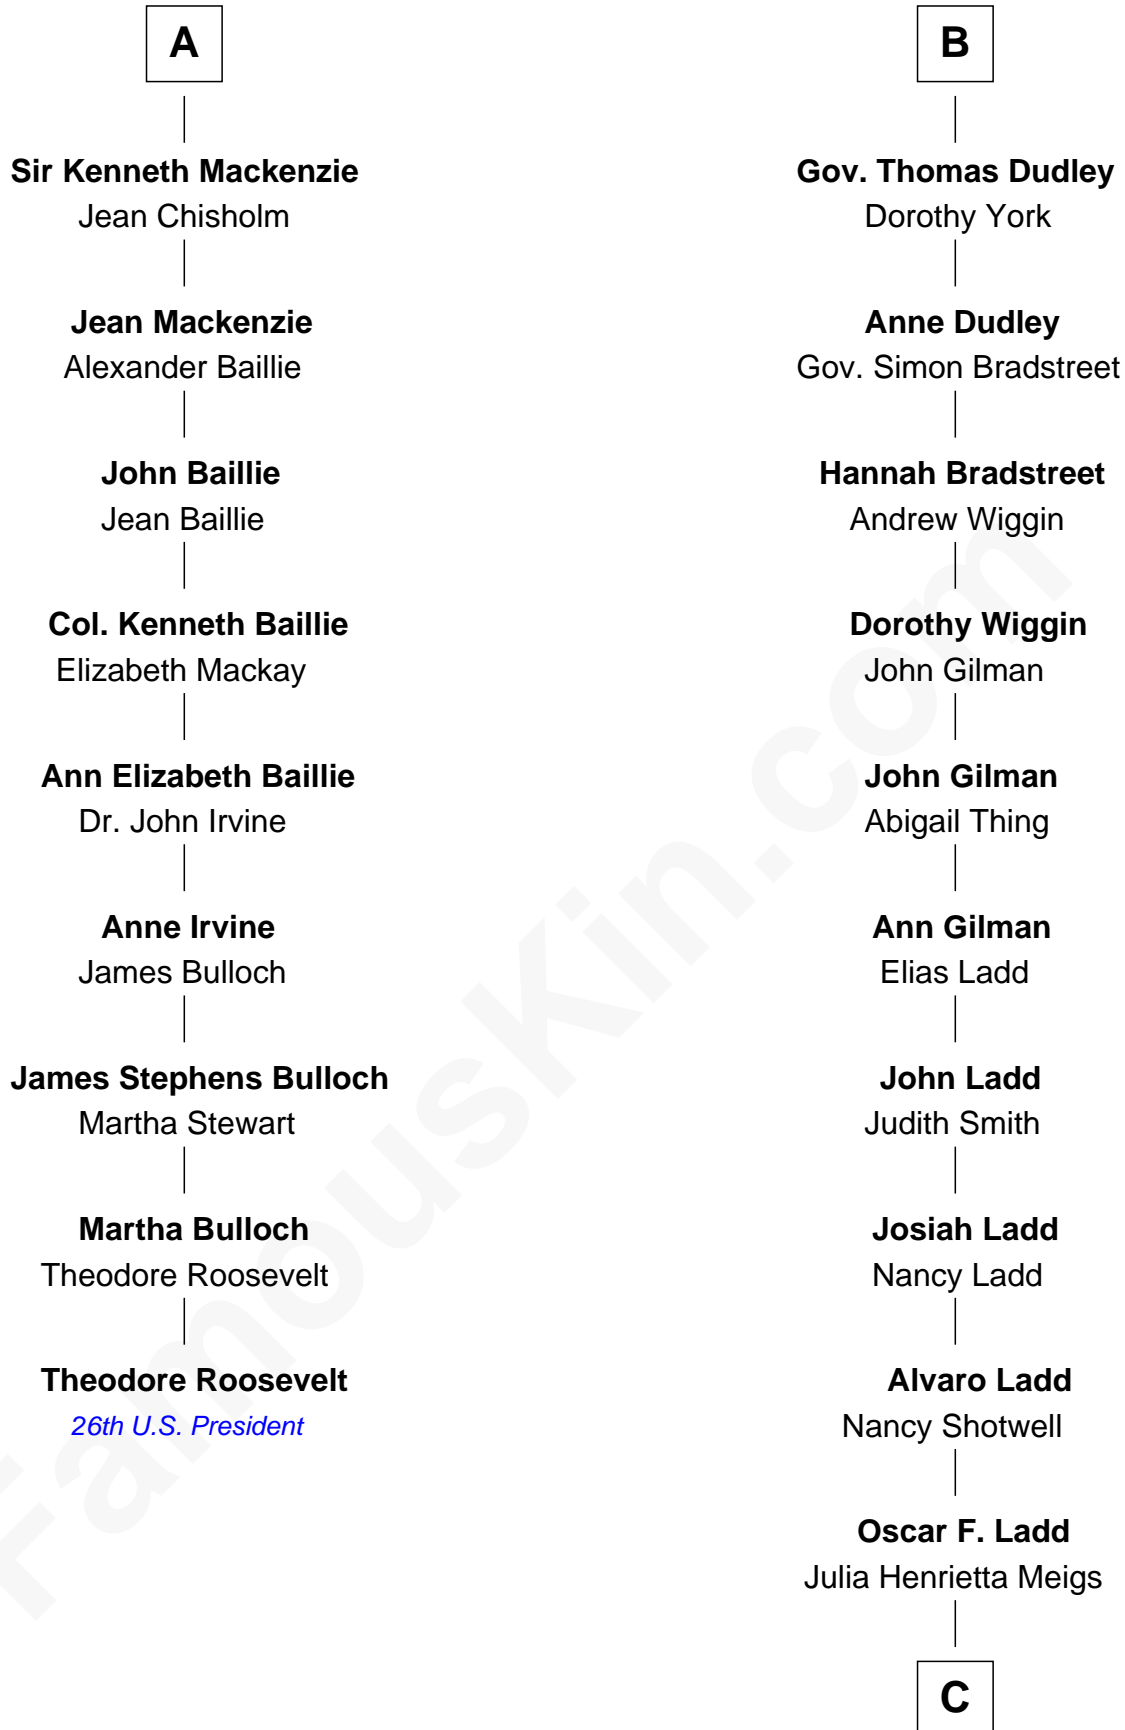 A
Sir Kenneth Mackenzie
Jean Chisholm
Jean Mackenzie
Alexander Baillie
John Baillie
Jean Baillie
Col. Kenneth Baillie
Elizabeth Mackay
Ann Elizabeth Baillie
Dr. John Irvine
Anne Irvine
James Bulloch
James Stephens Bulloch
Martha Stewart
Martha Bulloch
Theodore Roosevelt
Theodore Roosevelt
26th U.S. President
B
Gov. Thomas Dudley
Dorothy York
Anne Dudley
Gov. Simon Bradstreet
Hannah Bradstreet
Andrew Wiggin
Dorothy Wiggin
John Gilman
John Gilman
Abigail Thing
Ann Gilman
Elias Ladd
John Ladd
Judith Smith
Josiah Ladd
Nancy Ladd
Alvaro Ladd
Nancy Shotwell
Oscar F. Ladd
Julia Henrietta Meigs
C
FamousKin.com